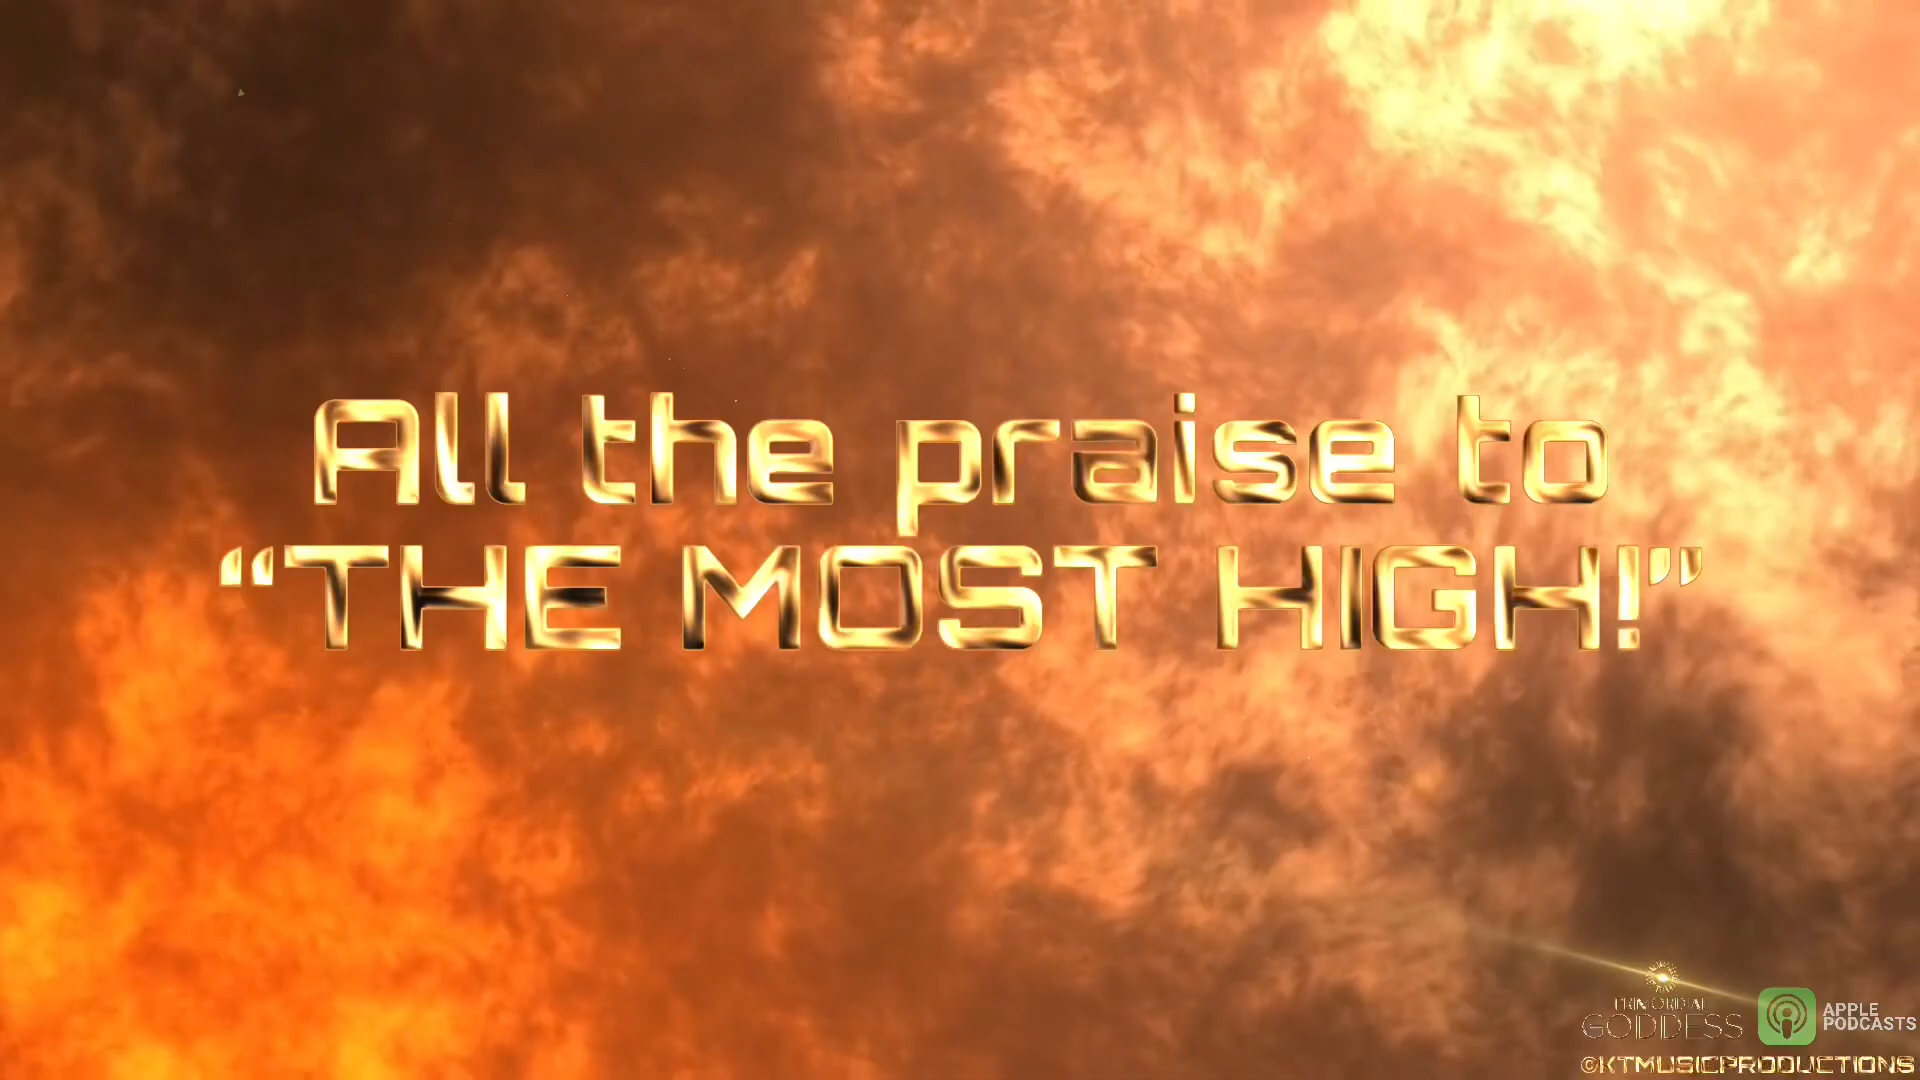 All the praise to
“THE MOST HIGH!”
PRIMORDIAL
GODDESS
APPLE
PODCASTS
©KTMUSICPRODUCTIONS